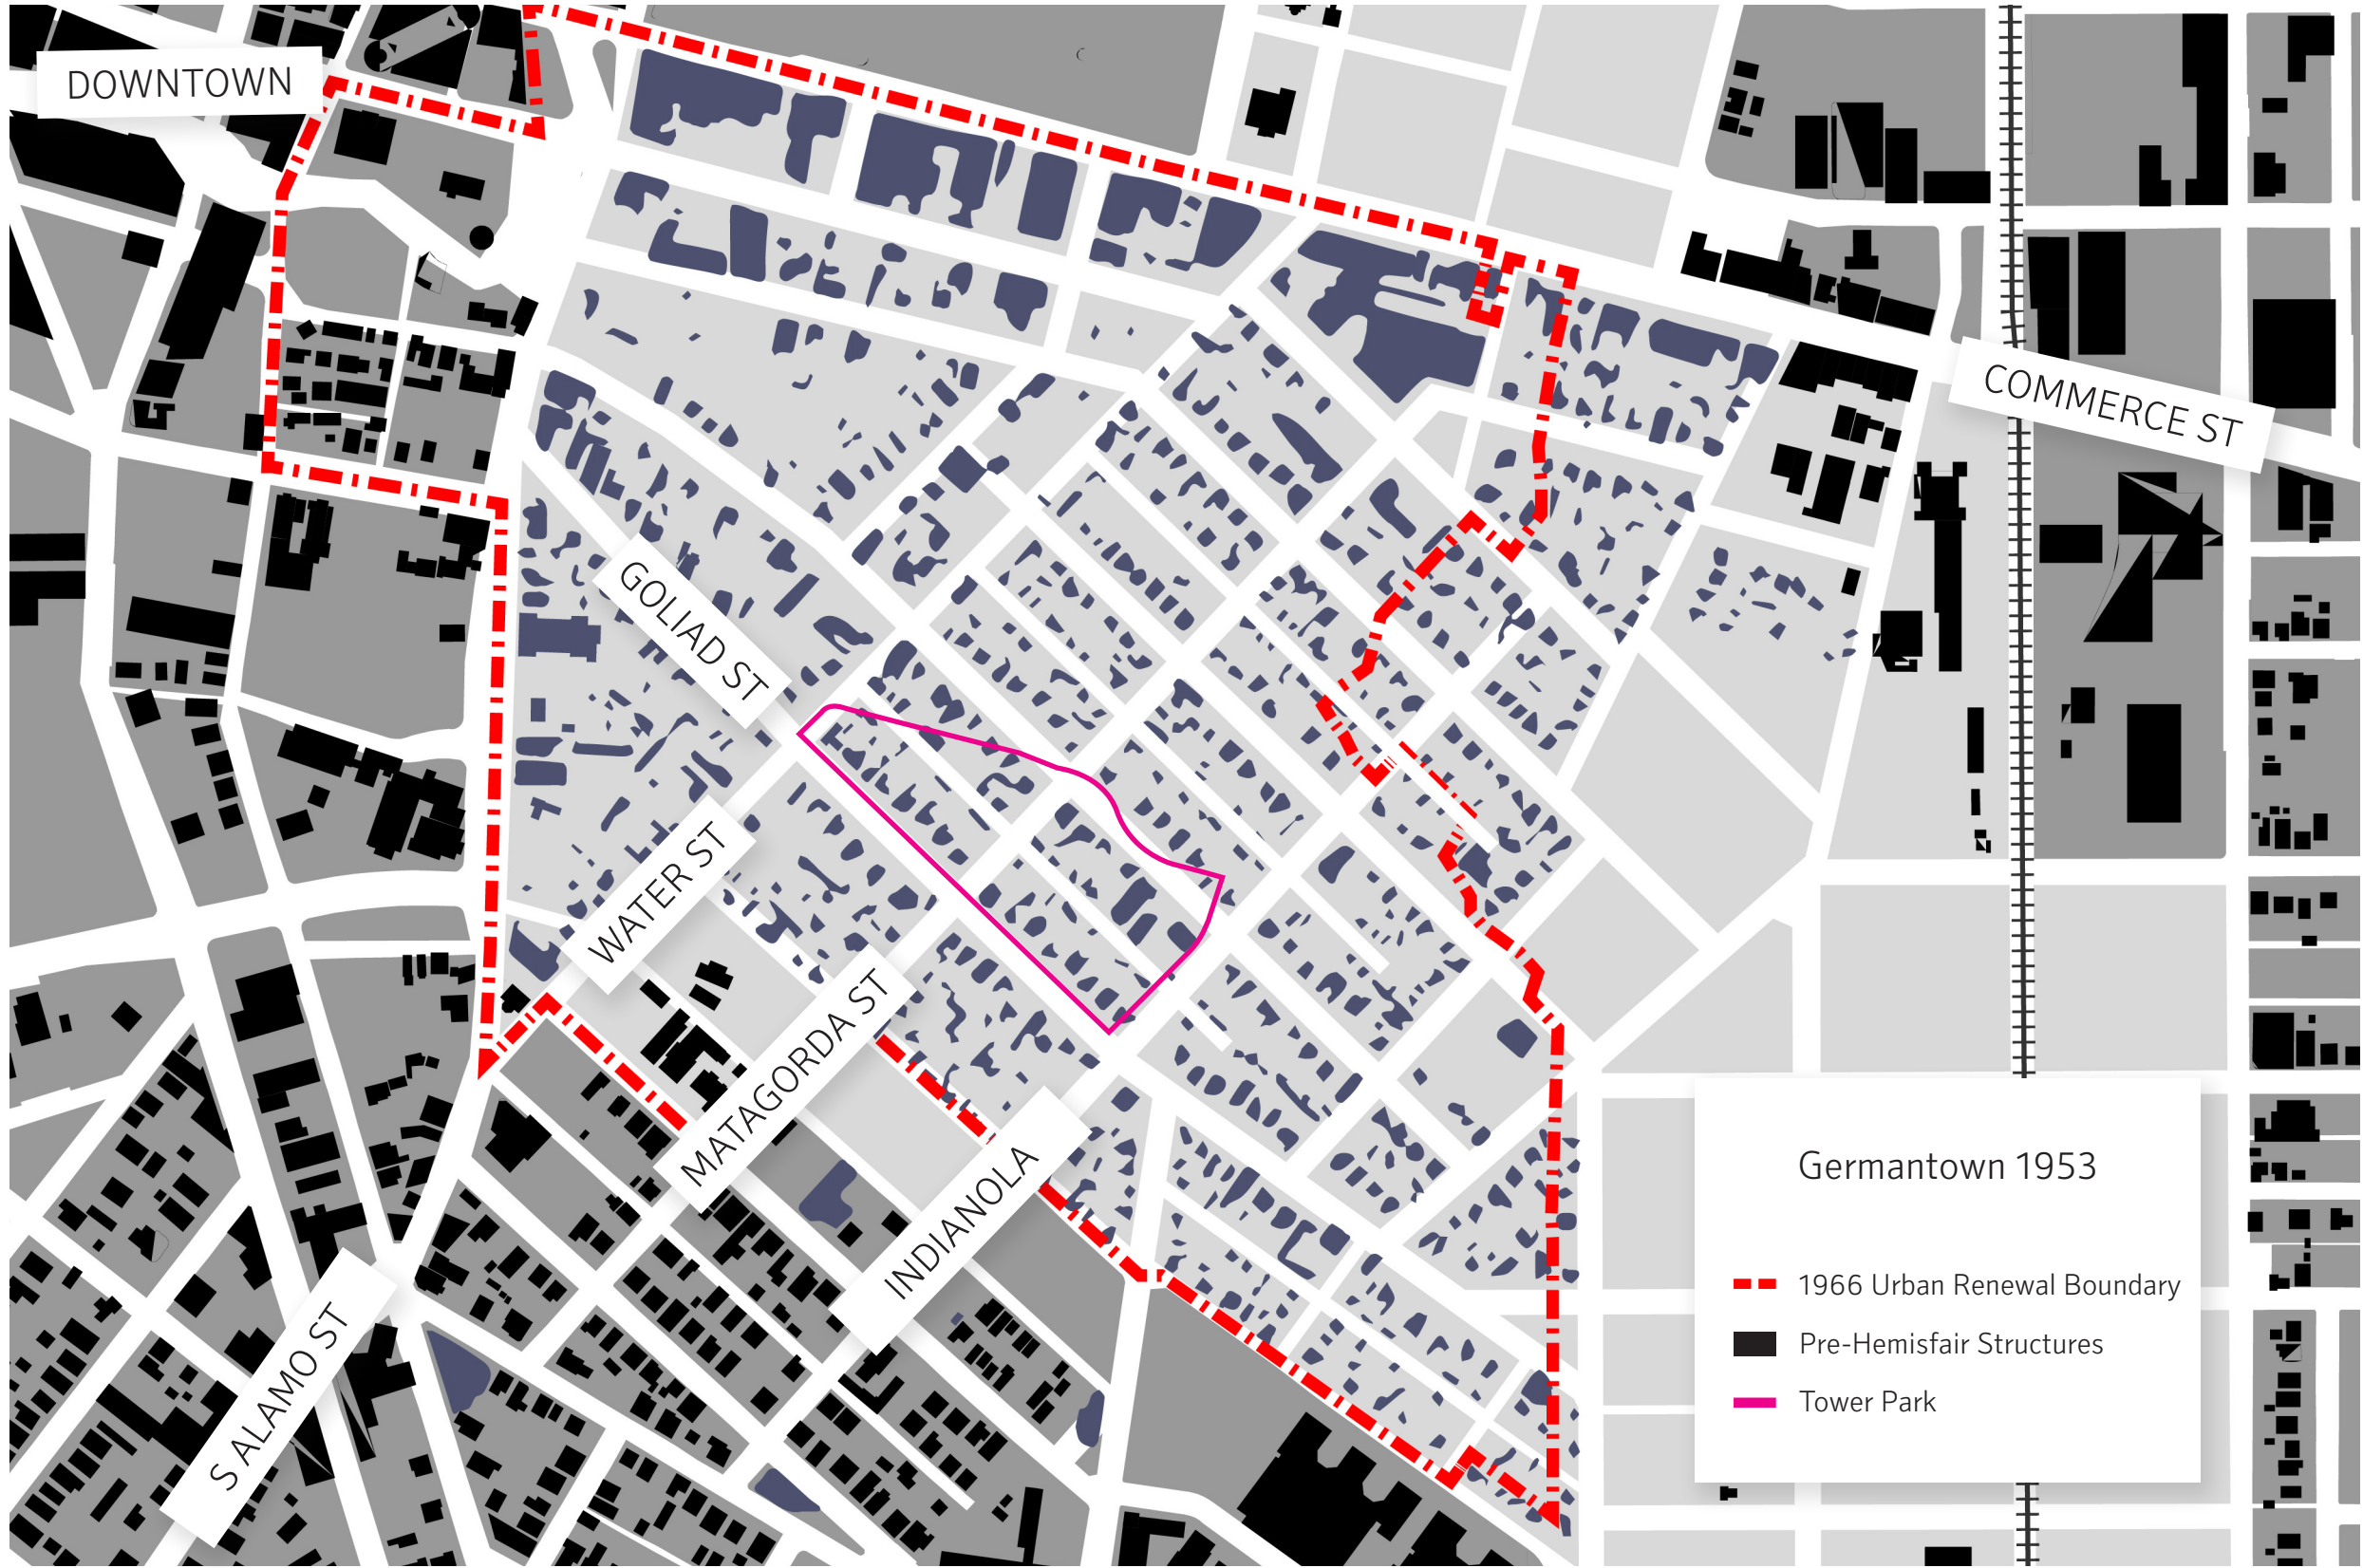 DOWNTOWN
COMMERCE ST
GOLIAD ST
WATER ST
MATAGORDA ST
INDIANOLA
S ALAMO ST
Germantown 1953
1966 Urban Renewal Boundary
Pre-Hemisfair Structures
Tower Park